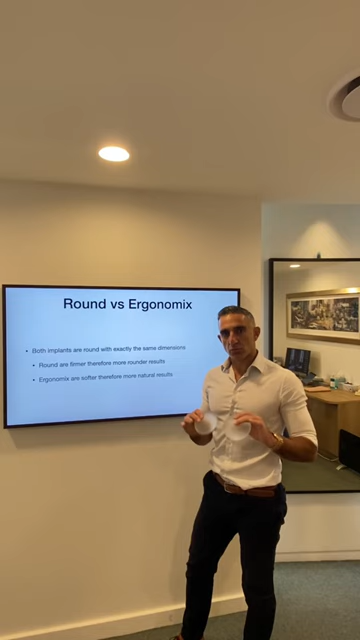 Round vs Ergonomix
• Both implants are round with exactly the same dimensions
• Round are firmer therefore more rounder results
• Ergonomix are softer therefore more natural results